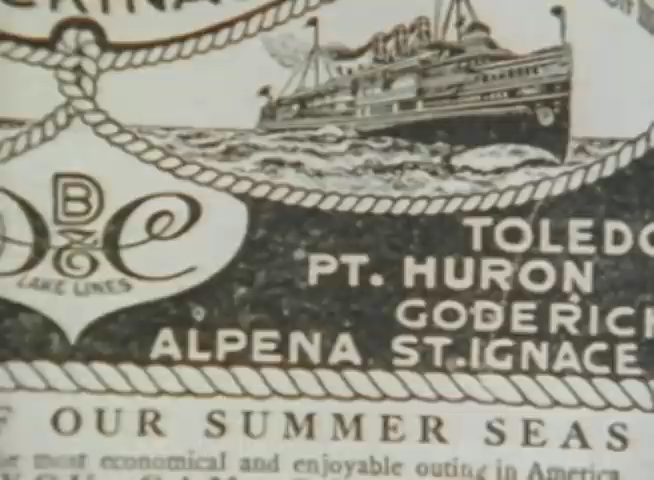 TOLEDO
PT. HURON
D B & C
LAKE LINES
GODERICH
ALPENA ST. IGNACE
F OUR SUMMER SEAS
most economical and enjoyable outing in America